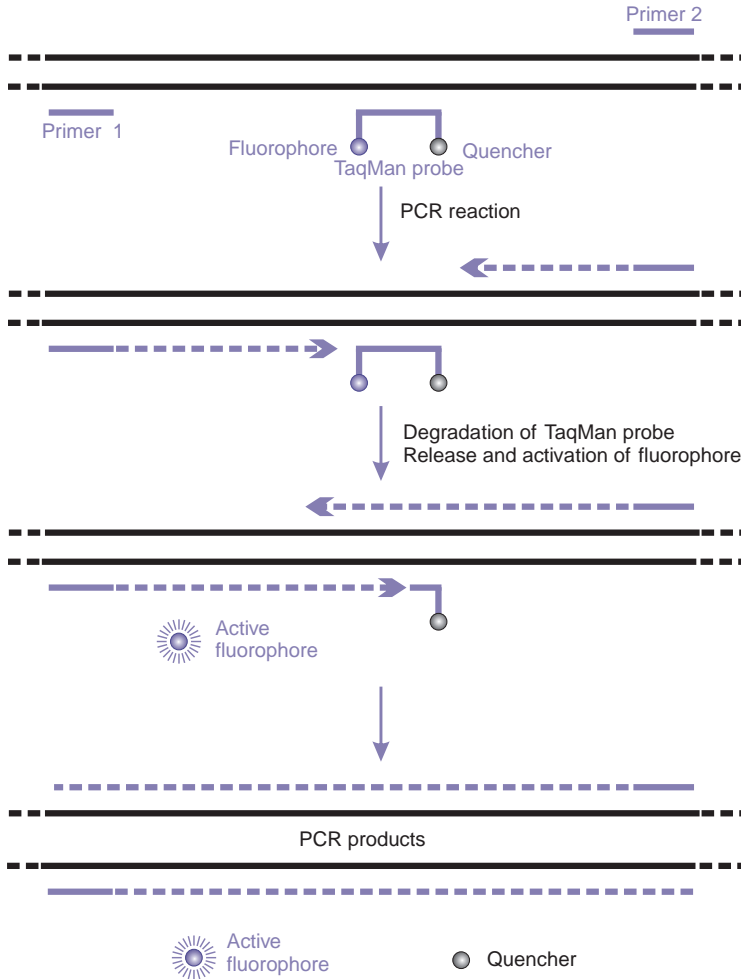 Primer 2
Primer 1
Fluorophore
Quencher
TaqMan probe
PCR reaction
Degradation of TaqMan probe
Release and activation of fluorophore
Active
fluorophore
PCR products
Active
fluorophore
Quencher